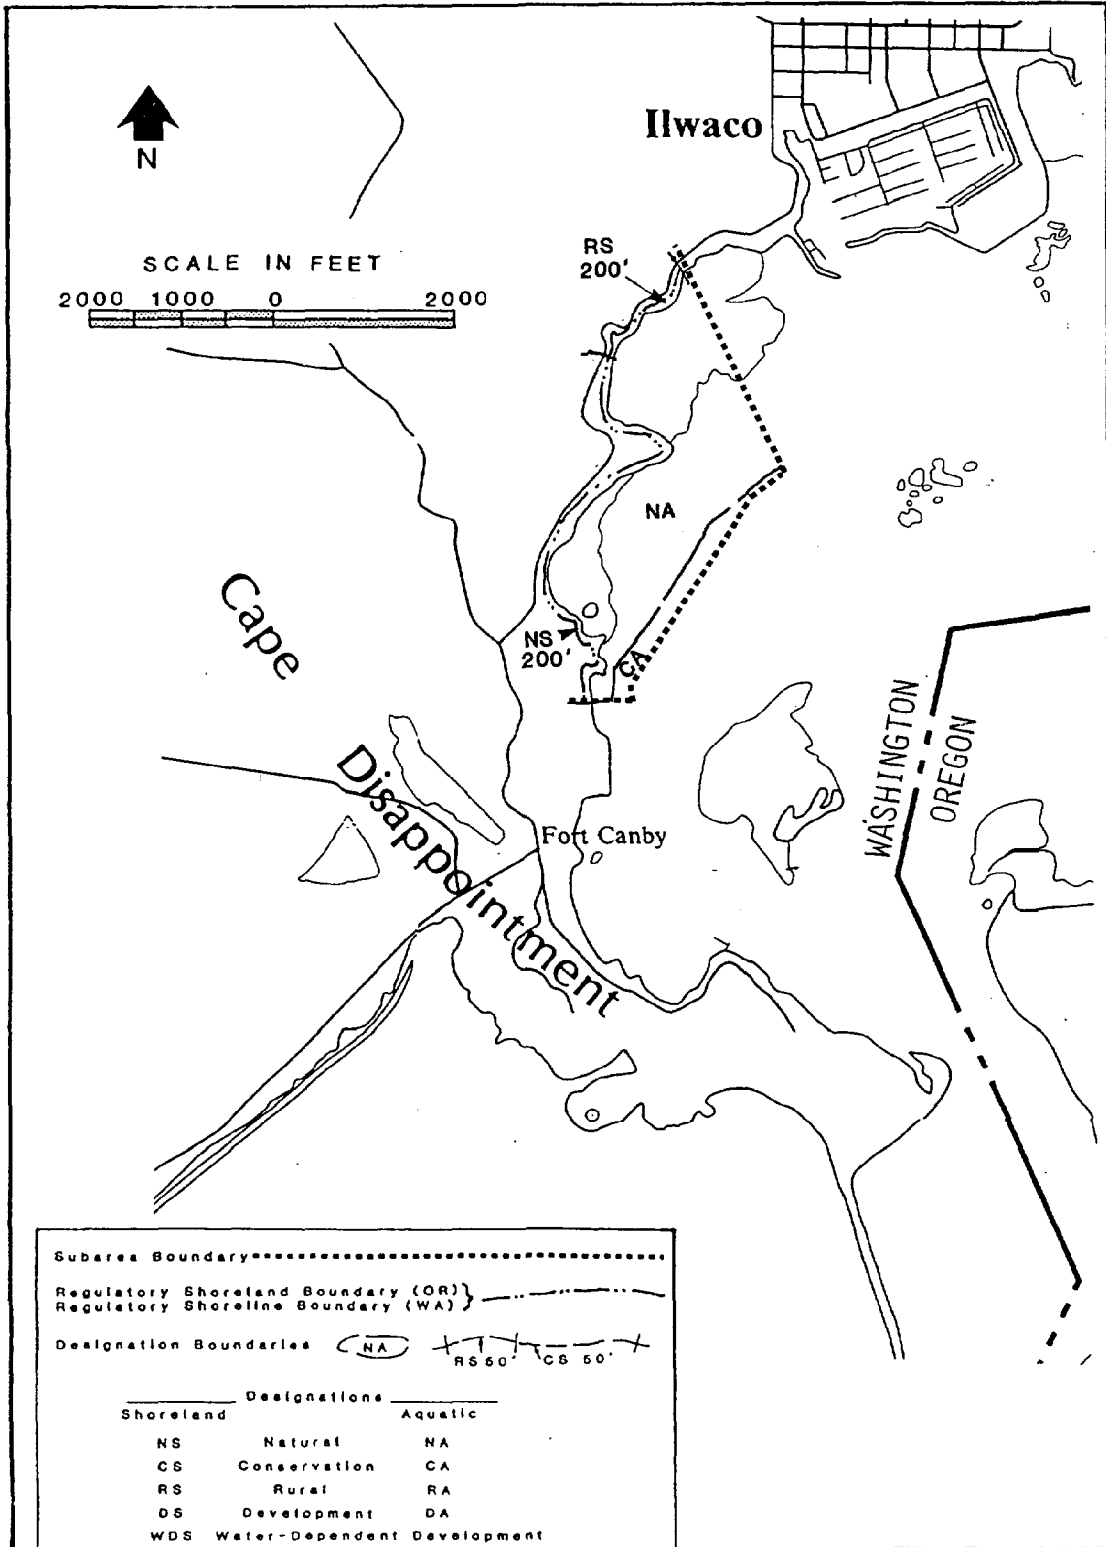 Ilwaco
N
SCALE IN FEET
2000 1000 0 2000
RS
200'
NA
NS
200'
CA
Cape
Disappointment
Fort Canby
WASHINGTON
OREGON
Subarea Boundary
Regulatory Shoreland Boundary (OR)
Regulatory Shoreline Boundary (WA)
Designation Boundaries NA RS 50' CS 50'
Designations
Shoreland Aquatic
NS Natural NA
CS Conservation CA
RS Rural RA
DS Development DA
WDS Water-Dependent Development